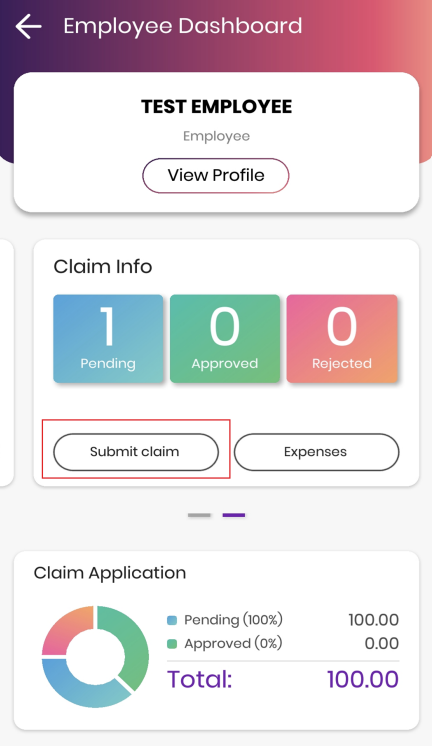 Employee Dashboard
TEST EMPLOYEE
Employee
View Profile
Claim Info
1 0 0
Pending Approved Rejected
Submit claim Expenses
Claim Application
Pending (100%) 100.00
Approved (0%) 0.00
Total: 100.00